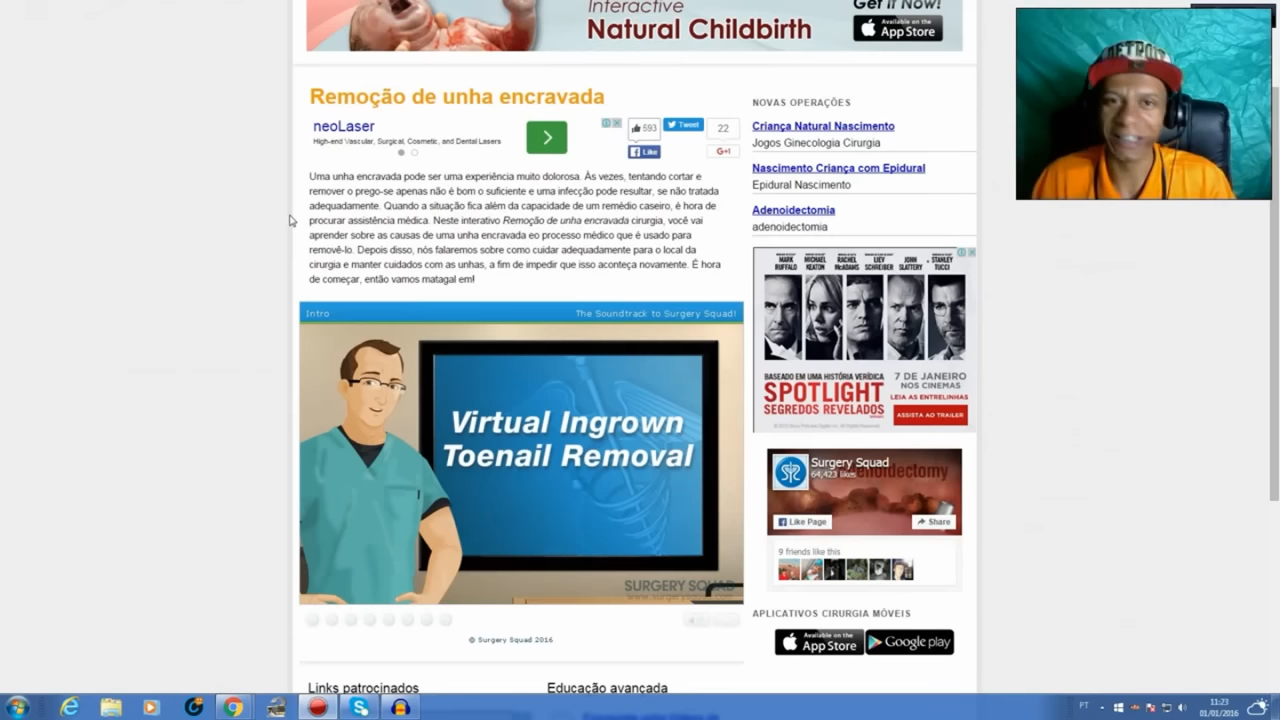 Interactive
Natural Childbirth
Get it Now!
Available on the
App Store
DETROIT
Remoção de unha encravada
neoLaser
High-end Vascular, Surgical, Cosmetic, and Dental Lasers
593
Tweet
22
Like
G+1
Uma unha encravada pode ser uma experiência muito dolorosa. Às vezes, tentando cortar e
remover o prego-se apenas não é bom o suficiente e uma infecção pode resultar, se não tratada
adequadamente. Quando a situação fica além da capacidade de um remédio caseiro, é hora de
procurar assistência médica. Neste interativo Remoção de unha encravada cirurgia, você vai
aprender sobre as causas de uma unha encravada eo processo médico que é usado para
removê-lo. Depois disso, nós falaremos sobre como cuidar adequadamente para o local da
cirurgia e manter cuidados com as unhas, a fim de impedir que isso aconteça novamente. É hora
de começar, então vamos matagal em!
Intro
The Soundtrack to Surgery Squad!
Virtual Ingrown
Toenail Removal
SURGERY SQUAD
© Surgery Squad 2016
Links patrocinados
Educação avançada
NOVAS OPERAÇÕES
Criança Natural Nascimento
Jogos Ginecologia Cirurgia
Nascimento Criança com Epidural
Epidural Nascimento
Adenoidectomia
adenoidectomia
MARK RUFFALO
MICHAEL KEATON
RACHEL McADAMS
LIEV SCHREIBER
JOHN SLATTERY
STANLEY TUCCI
BASEADO EM UMA HISTÓRIA VERÍDICA
SPOTLIGHT
SEGREDOS REVELADOS
7 DE JANEIRO
NOS CINEMAS
LEIA AS ENTRELINHAS
ASSISTA AO TRAILER
Surgery Squad
64,423 likes
Like Page
Share
9 friends like this
APLICATIVOS CIRURGIA MÓVEIS
Available on the
App Store
Google play
PT
11:23
01/01/2016